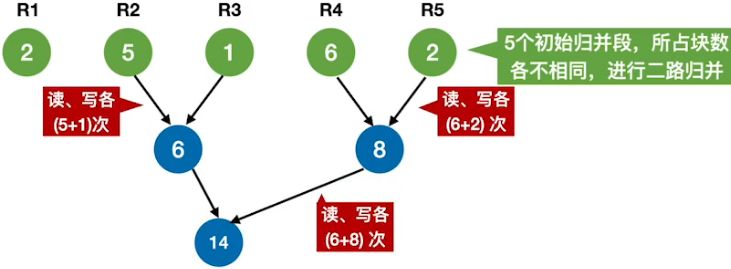 R1 R2 R3 R4 R5
2 5 1 6 2
5个初始归并段，所占块数
各不相同，进行二路归并
读、写各
(5+1)次
读、写各
(6+2) 次
6 8
读、写各
(6+8) 次
14